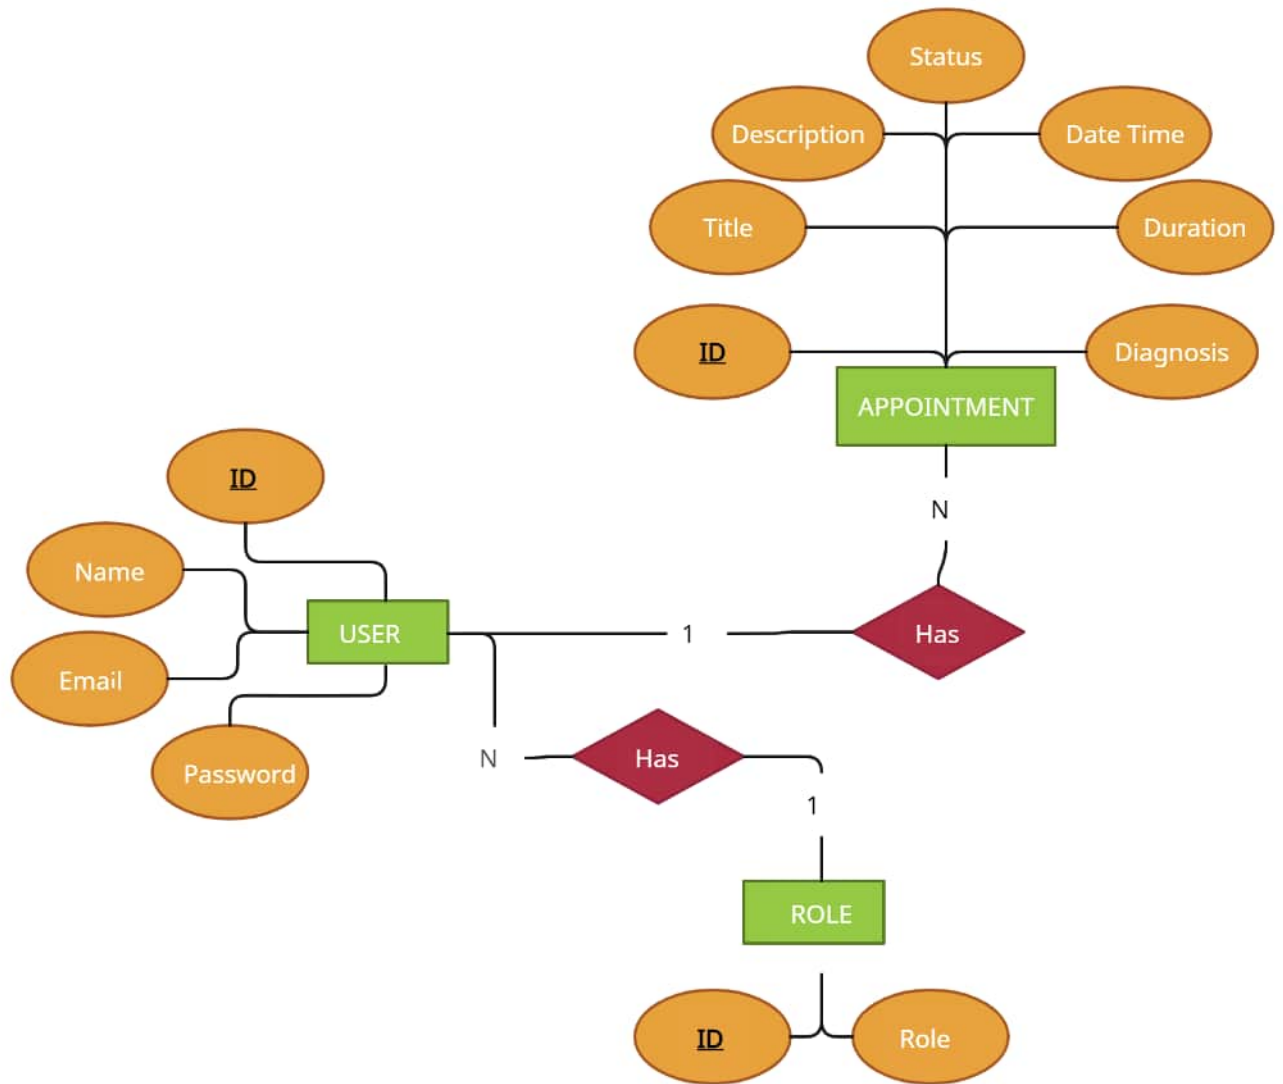 Status
Description
Date Time
Title
Duration
ID
Diagnosis
APPOINTMENT
N
ID
Name
USER
1
Has
Email
Password
N
Has
1
ROLE
ID
Role